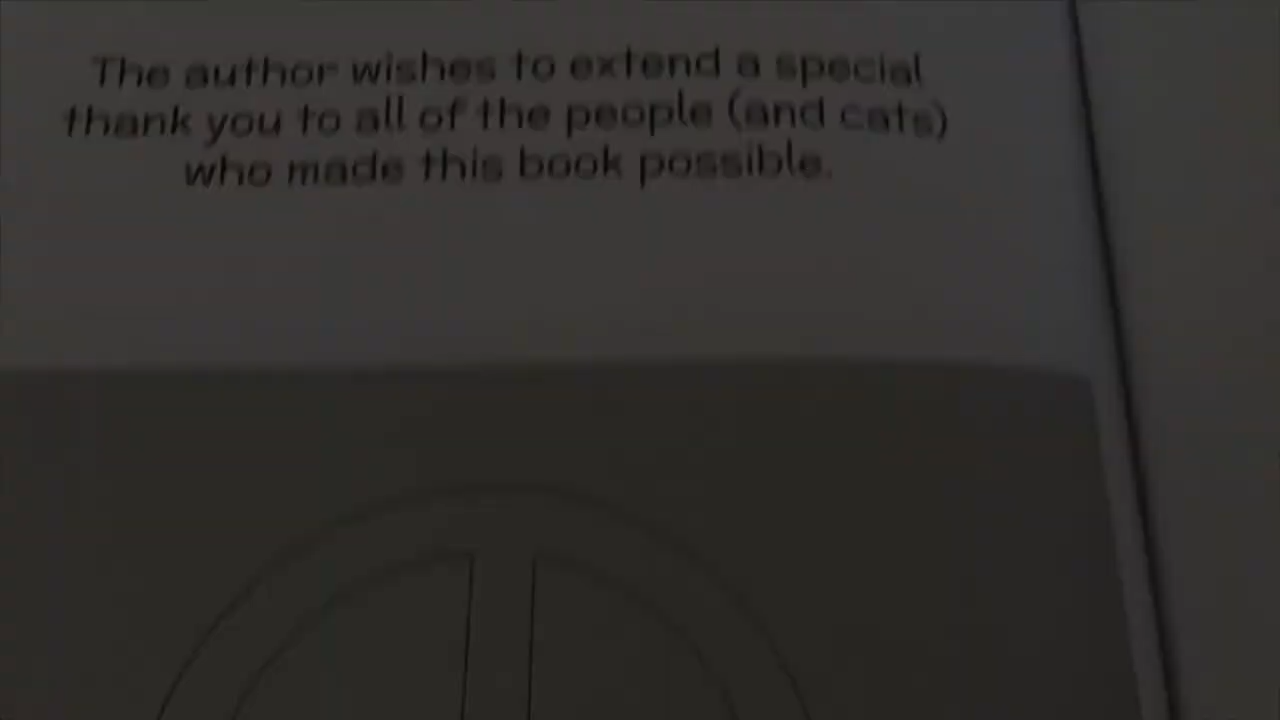 The author wishes to extend a special
thank you to all of the people (and cats)
who made this book possible.